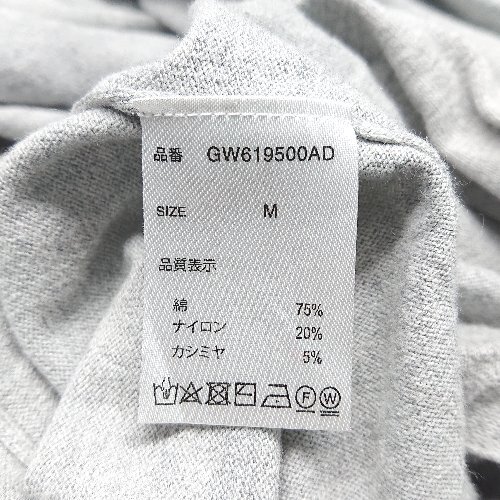 品番 GW619500AD
SIZE M
品質表示
綿 75%
ナイロン 20%
カシミヤ 5%
F W